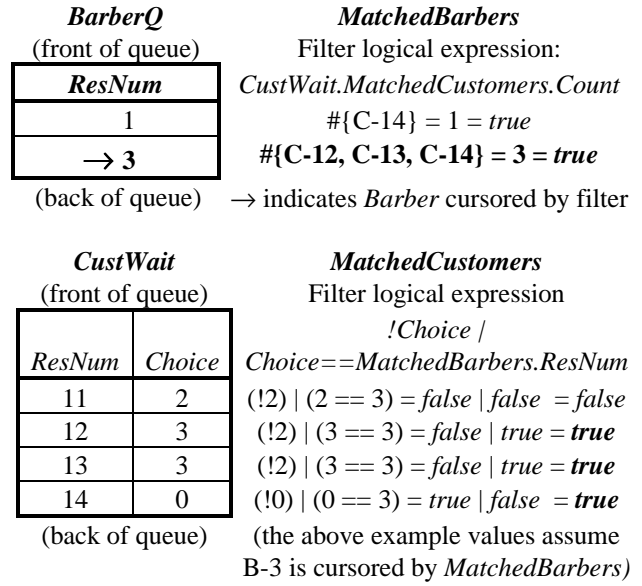 BarberQ MatchedBarbers
(front of queue) Filter logical expression:
ResNum CustWait.MatchedCustomers.Count
1 #{C-14} = 1 = true
→ 3 #{C-12, C-13, C-14} = 3 = true
(back of queue) → indicates Barber cursored by filter
CustWait MatchedCustomers
(front of queue) Filter logical expression
!Choice |
ResNum Choice Choice==MatchedBarbers.ResNum
11 2 (!2) | (2 == 3) = false | false = false
12 3 (!2) | (3 == 3) = false | true = true
13 3 (!2) | (3 == 3) = false | true = true
14 0 (!0) | (0 == 3) = true | false = true
(back of queue) (the above example values assume
B-3 is cursored by MatchedBarbers)